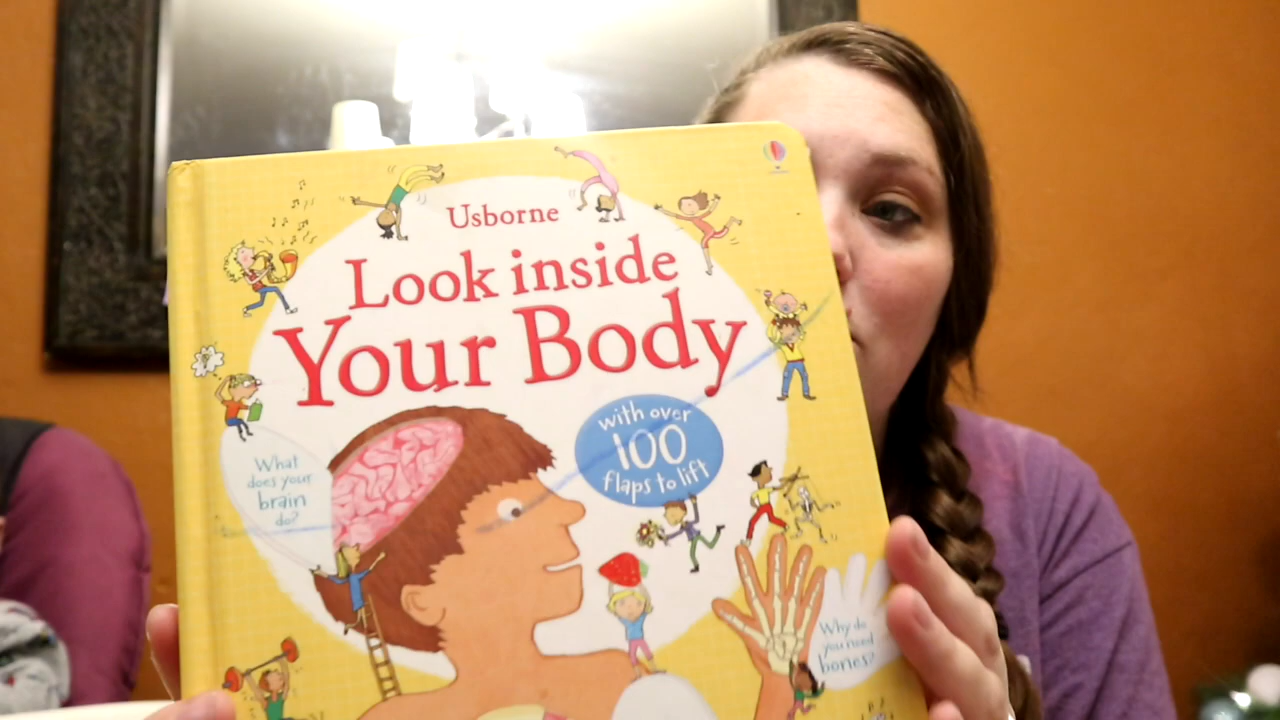 Usborne
Look inside
Your Body
with over
100
flaps to lift
What
does your
brain
do?
Why do
you need
bones?